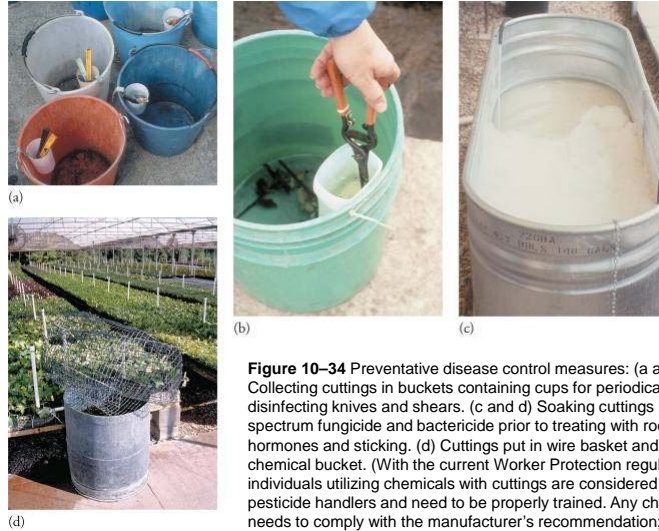 (a)
(b)
(c)
(d)
Figure 10–34 Preventative disease control measures: (a a
Collecting cuttings in buckets containing cups for periodica
disinfecting knives and shears. (c and d) Soaking cuttings
spectrum fungicide and bactericide prior to treating with roo
hormones and sticking. (d) Cuttings put in wire basket and
chemical bucket. (With the current Worker Protection regul
individuals utilizing chemicals with cuttings are considered
pesticide handlers and need to be properly trained. Any ch
needs to comply with the manufacturer’s recommendation